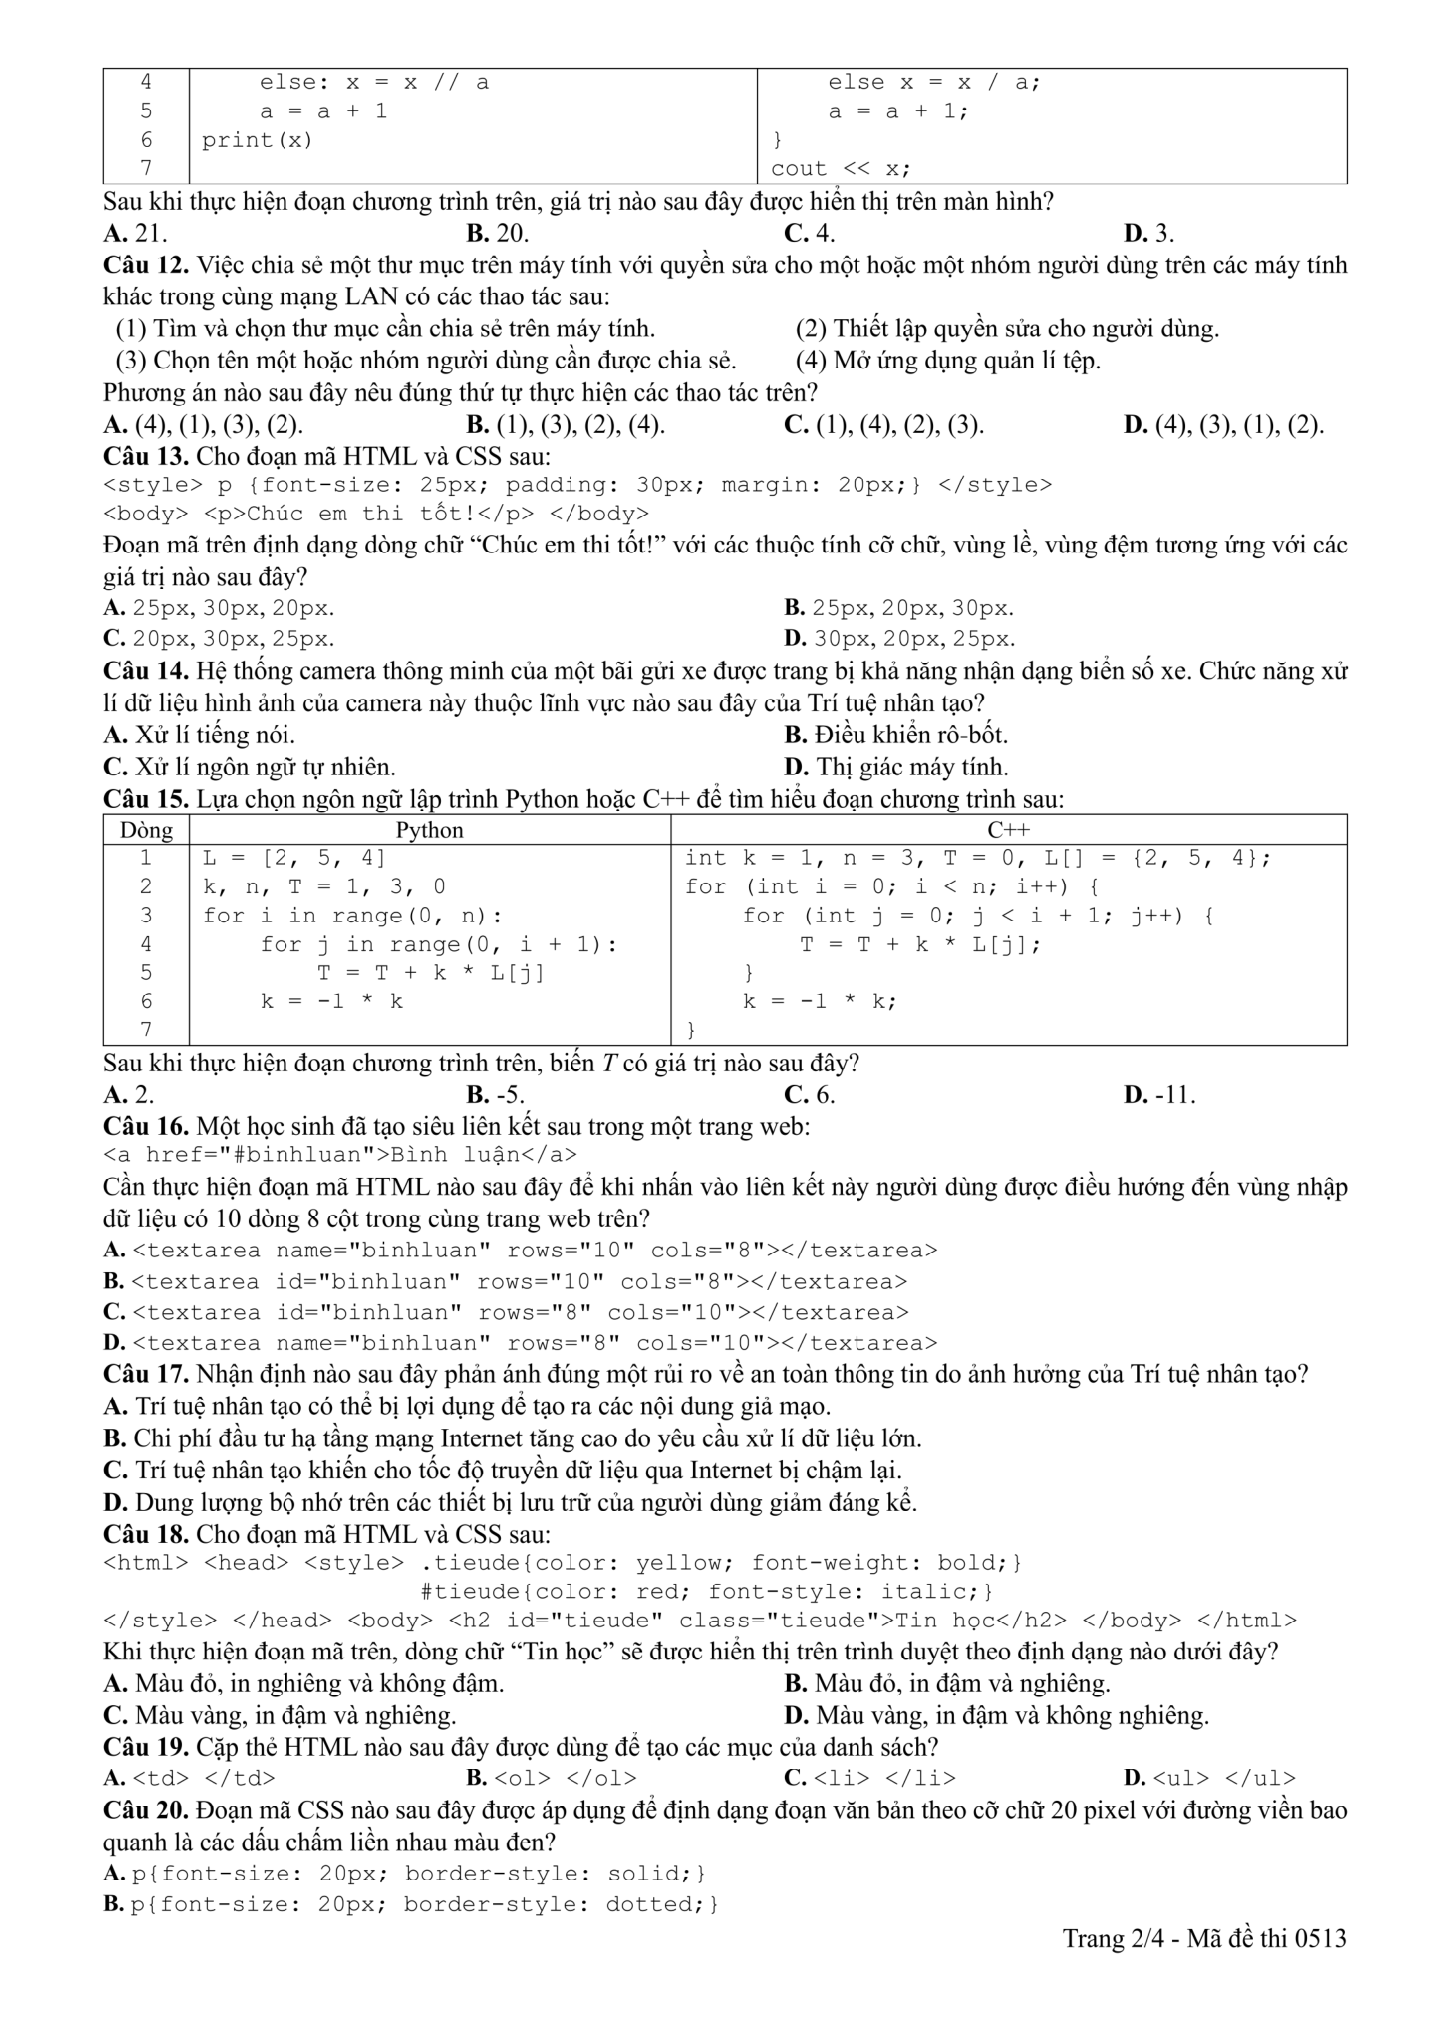 4 else: x = x // a else x = x / a;
5 a = a + 1 a = a + 1;
6 print(x) }
7 cout << x;
Sau khi thực hiện đoạn chương trình trên, giá trị nào sau đây được hiển thị trên màn hình?
A. 21. B. 20. C. 4. D. 3.
Câu 12. Việc chia sẻ một thư mục trên máy tính với quyền sửa cho một hoặc một nhóm người dùng trên các máy tính
khác trong cùng mạng LAN có các thao tác sau:
(1) Tìm và chọn thư mục cần chia sẻ trên máy tính. (2) Thiết lập quyền sửa cho người dùng.
(3) Chọn tên một hoặc nhóm người dùng cần được chia sẻ. (4) Mở ứng dụng quản lí tệp.
Phương án nào sau đây nêu đúng thứ tự thực hiện các thao tác trên?
A. (4), (1), (3), (2). B. (1), (3), (2), (4). C. (1), (4), (2), (3). D. (4), (3), (1), (2).
Câu 13. Cho đoạn mã HTML và CSS sau:
<style> p {font-size: 25px; padding: 30px; margin: 20px;} </style>
<body> <p>Chúc em thi tốt!</p> </body>
Đoạn mã trên định dạng dòng chữ “Chúc em thi tốt!” với các thuộc tính cỡ chữ, vùng lề, vùng đệm tương ứng với các
giá trị nào sau đây?
A. 25px, 30px, 20px. B. 25px, 20px, 30px.
C. 20px, 30px, 25px. D. 30px, 20px, 25px.
Câu 14. Hệ thống camera thông minh của một bãi gửi xe được trang bị khả năng nhận dạng biển số xe. Chức năng xử
lí dữ liệu hình ảnh của camera này thuộc lĩnh vực nào sau đây của Trí tuệ nhân tạo?
A. Xử lí tiếng nói. B. Điều khiển rô-bốt.
C. Xử lí ngôn ngữ tự nhiên. D. Thị giác máy tính.
Câu 15. Lựa chọn ngôn ngữ lập trình Python hoặc C++ để tìm hiểu đoạn chương trình sau:
Dòng Python C++
1 L = [2, 5, 4] int k = 1, n = 3, T = 0, L[] = {2, 5, 4};
2 k, n, T = 1, 3, 0 for (int i = 0; i < n; i++) {
3 for i in range(0, n): for (int j = 0; j < i + 1; j++) {
4 for j in range(0, i + 1): T = T + k * L[j];
5 T = T + k * L[j] }
6 k = -1 * k k = -1 * k;
7 }
Sau khi thực hiện đoạn chương trình trên, biến T có giá trị nào sau đây?
A. 2. B. -5. C. 6. D. -11.
Câu 16. Một học sinh đã tạo siêu liên kết sau trong một trang web:
<a href="#binhluan">Bình luận</a>
Cần thực hiện đoạn mã HTML nào sau đây để khi nhấn vào liên kết này người dùng được điều hướng đến vùng nhập
dữ liệu có 10 dòng 8 cột trong cùng trang web trên?
A. <textarea name="binhluan" rows="10" cols="8"></textarea>
B. <textarea id="binhluan" rows="10" cols="8"></textarea>
C. <textarea id="binhluan" rows="8" cols="10"></textarea>
D. <textarea name="binhluan" rows="8" cols="10"></textarea>
Câu 17. Nhận định nào sau đây phản ánh đúng một rủi ro về an toàn thông tin do ảnh hưởng của Trí tuệ nhân tạo?
A. Trí tuệ nhân tạo có thể bị lợi dụng để tạo ra các nội dung giả mạo.
B. Chi phí đầu tư hạ tầng mạng Internet tăng cao do yêu cầu xử lí dữ liệu lớn.
C. Trí tuệ nhân tạo khiến cho tốc độ truyền dữ liệu qua Internet bị chậm lại.
D. Dung lượng bộ nhớ trên các thiết bị lưu trữ của người dùng giảm đáng kể.
Câu 18. Cho đoạn mã HTML và CSS sau:
<html> <head> <style> .tieude{color: yellow; font-weight: bold;}
#tieude{color: red; font-style: italic;}
</style> </head> <body> <h2 id="tieude" class="tieude">Tin học</h2> </body> </html>
Khi thực hiện đoạn mã trên, dòng chữ “Tin học” sẽ được hiển thị trên trình duyệt theo định dạng nào dưới đây?
A. Màu đỏ, in nghiêng và không đậm. B. Màu đỏ, in đậm và nghiêng.
C. Màu vàng, in đậm và nghiêng. D. Màu vàng, in đậm và không nghiêng.
Câu 19. Cặp thẻ HTML nào sau đây được dùng để tạo các mục của danh sách?
A. <td> </td> B. <ol> </ol> C. <li> </li> D. <ul> </ul>
Câu 20. Đoạn mã CSS nào sau đây được áp dụng để định dạng đoạn văn bản theo cỡ chữ 20 pixel với đường viền bao
quanh là các dấu chấm liền nhau màu đen?
A. p{font-size: 20px; border-style: solid;}
B. p{font-size: 20px; border-style: dotted;}
Trang 2/4 - Mã đề thi 0513